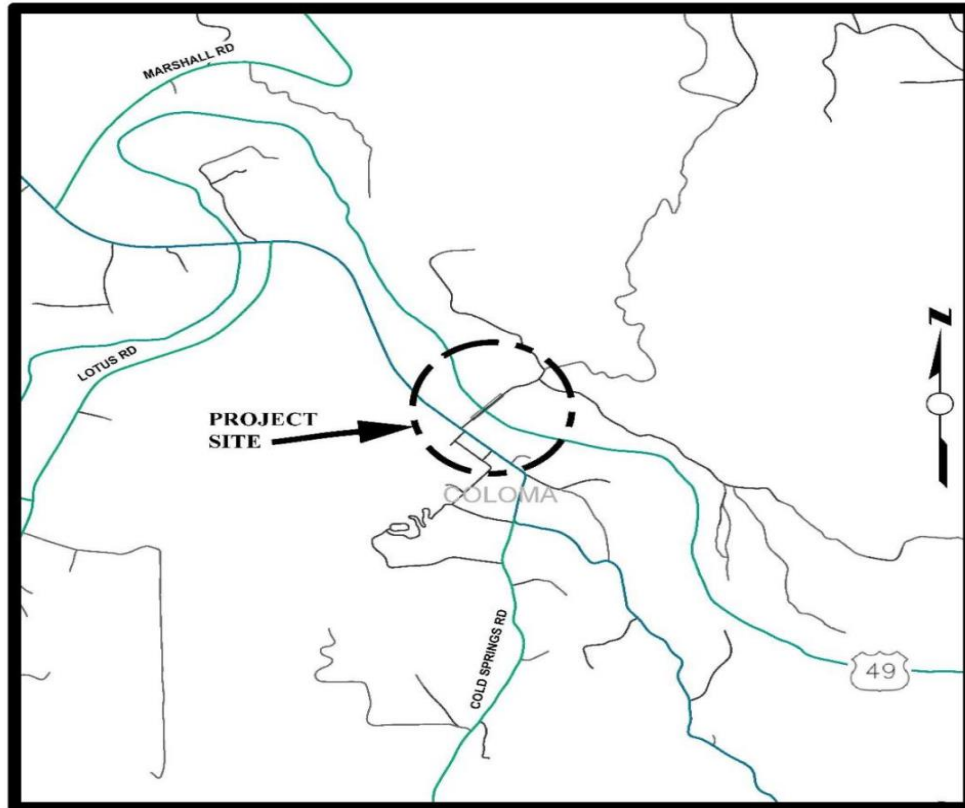 MARSHALL RD
LOTUS RD
PROJECT
SITE
COLOMA
COLD SPRINGS RD
49
N